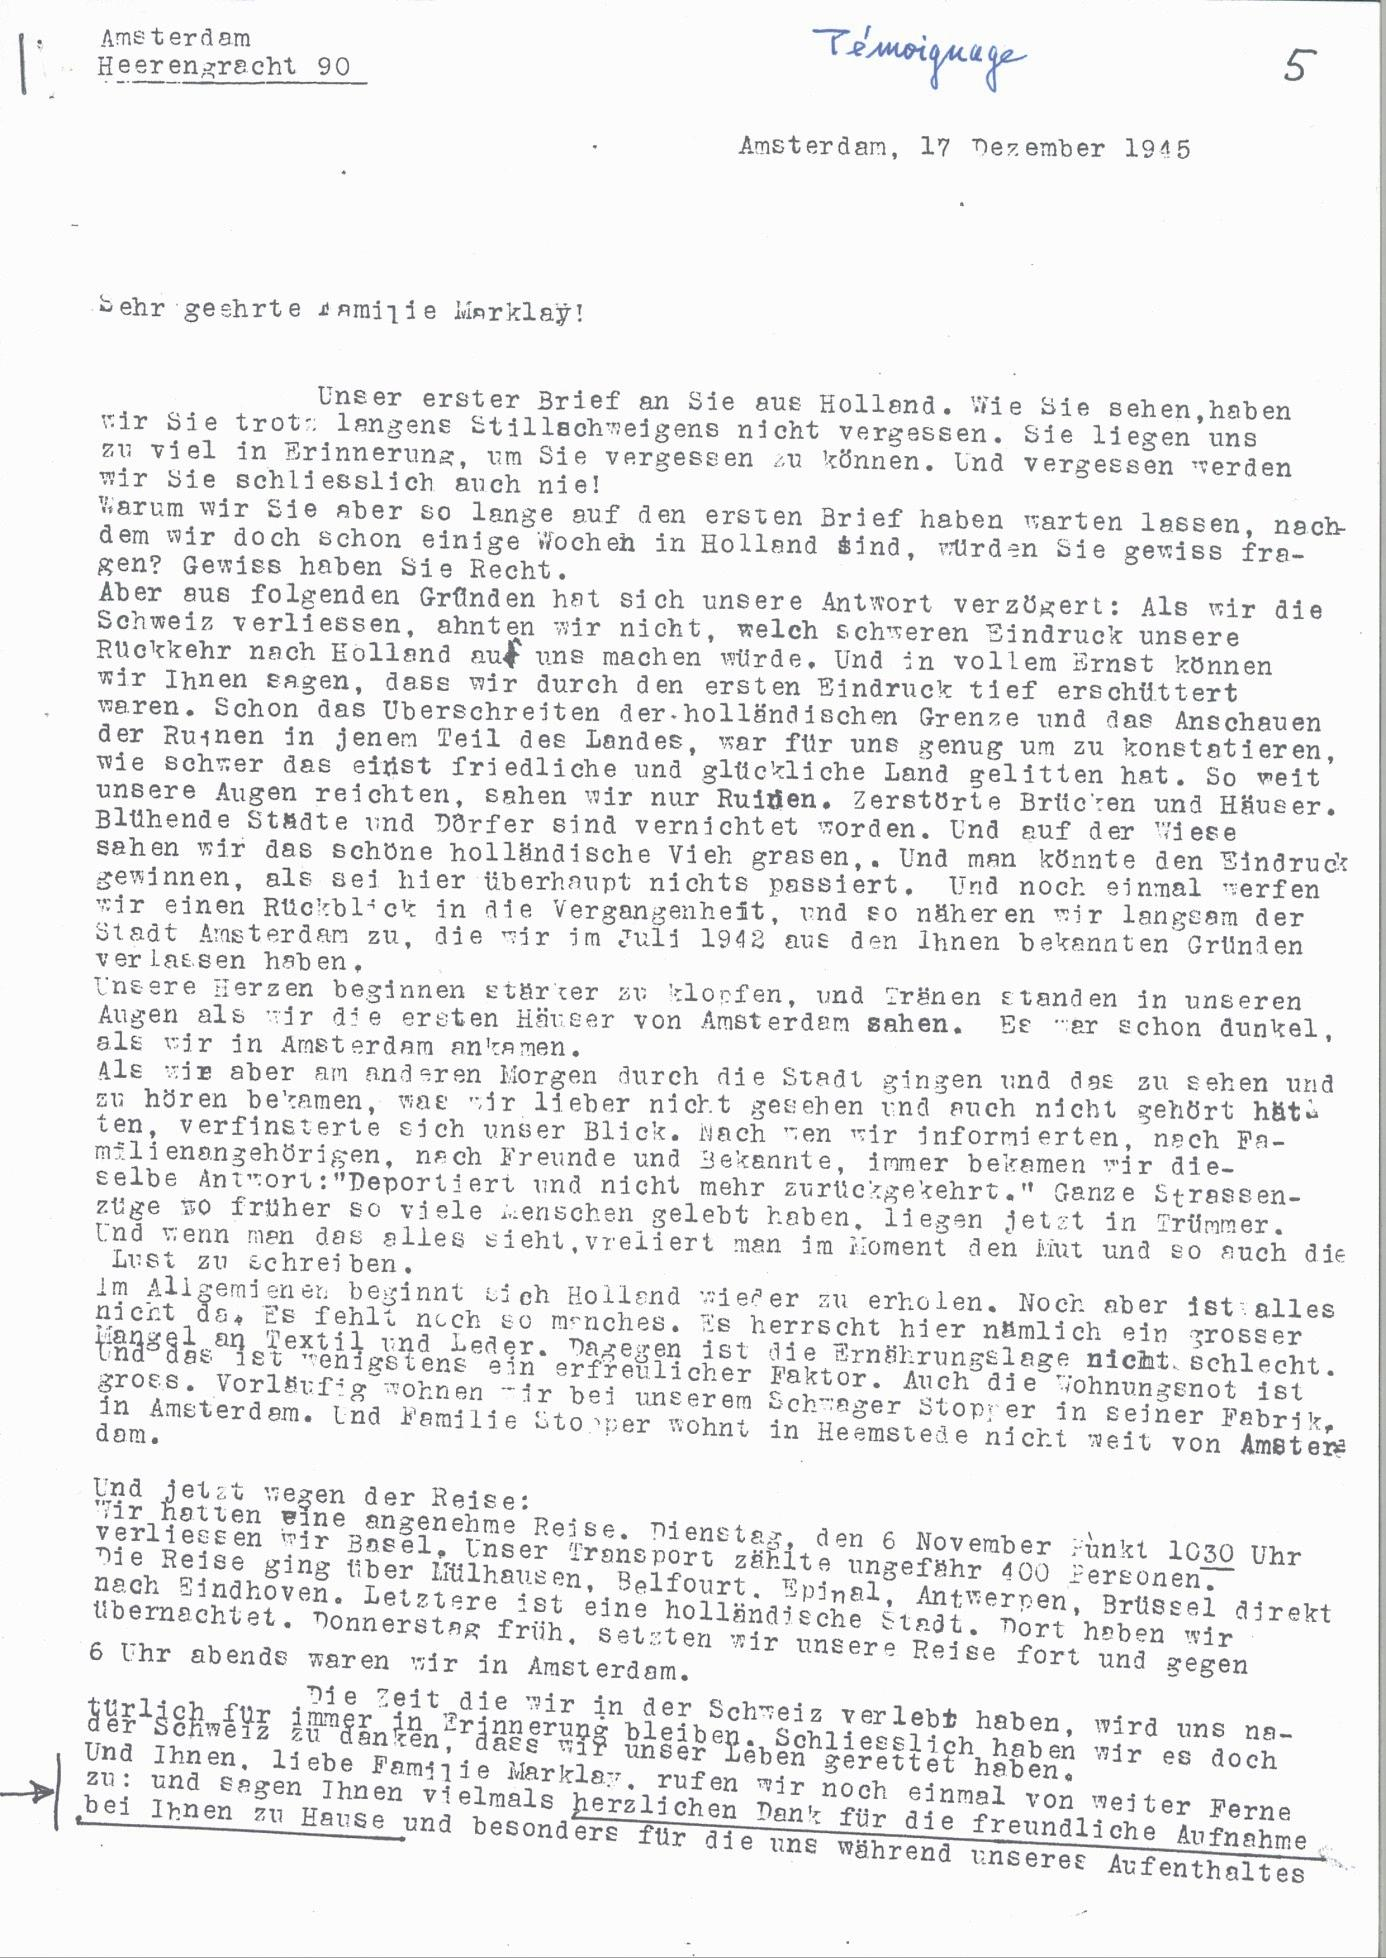 Amsterdam
Heerengracht 90
Témoignage
5
Amsterdam, 17 Dezember 1945
Sehr geehrte Familie Marklay!
Unser erster Brief an Sie aus Holland. Wie Sie sehen,haben
wir Sie trotz langens Stillschweigens nicht vergessen. Sie liegen uns
zu viel in Erinnerung, um Sie vergessen zu können. Und vergessen werden
wir Sie schliesslich auch nie!
Warum wir Sie aber so lange auf den ersten Brief haben warten lassen, nach-
dem wir doch schon einige Wochen in Holland sind, würden Sie gewiss fra-
gen? Gewiss haben Sie Recht.
Aber aus folgenden Gründen hat sich unsere Antwort verzögert: Als wir die
Schweiz verliessen, ahnten wir nicht, welch schweren Eindruck unsere
Rückkehr nach Holland auf uns machen würde. Und in vollem Ernst können
wir Ihnen sagen, dass wir durch den ersten Eindruck tief erschüttert
waren. Schon das Uberschreiten der holländischen Grenze und das Anschauen
der Ruinen in jenem Teil des Landes, war für uns genug um zu konstatieren,
wie schwer das einst friedliche und glückliche Land gelitten hat. So weit
unsere Augen reichten, sahen wir nur Ruinen. Zerstörte Brücken und Häuser.
Blühende Städte und Dörfer sind vernichtet worden. Und auf der Wiese
sahen wir das schöne holländische Vieh grasen,. Und man könnte den Eindruck
gewinnen, als sei hier überhaupt nichts passiert. Und noch einmal werfen
wir einen Rückblick in die Vergangenheit, und so näheren wir langsam der
Stadt Amsterdam zu, die wir im Juli 1942 aus den Ihnen bekannten Gründen
verlassen haben.
Unsere Herzen beginnen stärker zu klopfen, und Tränen standen in unseren
Augen als wir die ersten Häuser von Amsterdam sahen. Es war schon dunkel,
als wir in Amsterdam ankamen.
Als wir aber am anderen Morgen durch die Stadt gingen und das zu sehen und
zu hören bekamen, was wir lieber nicht gesehen und auch nicht gehört hät
ten, verfinsterte sich unser Blick. Nach wen wir informierten, nach Fa-
milienangehörigen, nach Freunde und Bekannte, immer bekamen wir die-
selbe Antwort:"Deportiert und nicht mehr zurückgekehrt." Ganze Strassen-
züge wo früher so viele Menschen gelebt haben, liegen jetzt in Trümmer.
Und wenn man das alles sieht,vreliert man im Moment den Mut und so auch die
Lust zu schreiben.
Im Allgemienen beginnt sich Holland wieder zu erholen. Noch aber ist alles
nicht da. Es fehlt noch so manches. Es herrscht hier nämlich ein grosser
Mangel an Textil und Leder. Dagegen ist die Ernährungslage nicht schlecht.
Und das ist wenigstens ein erfreulicher Faktor. Auch die Wohnungsnot ist
gross. Vorläufig wohnen wir bei unserem Schwager Stopper in seiner Fabrik,
in Amsterdam. Und Familie Stopper wohnt in Heemstede nicht weit von Amster
dam.
Und jetzt wegen der Reise:
Wir hatten eine angenehme Reise. Dienstag, den 6 November Punkt 1030 Uhr
verliessen wir Basel. Unser Transport zählte ungefähr 400 Personen.
Die Reise ging über Mülhausen, Belfourt. Epinal, Antwerpen, Brüssel direkt
nach Eindhoven. Letztere ist eine holländische Stadt. Dort haben wir
übernachtet. Donnerstag früh, setzten wir unsere Reise fort und gegen
6 Uhr abends waren wir in Amsterdam.
Die Zeit die wir in der Schweiz verlebt haben, wird uns na-
türlich für immer in Erinnerung bleiben. Schliesslich haben wir es doch
der Schweiz zu danken, dass wir unser Leben gerettet haben.
Und Ihnen, liebe Familie Marklay, rufen wir noch einmal von weiter Ferne
zu: und sagen Ihnen vielmals herzlichen Dank für die freundliche Aufnahme
bei Ihnen zu Hause und besonders für die uns während unseres Aufenthaltes